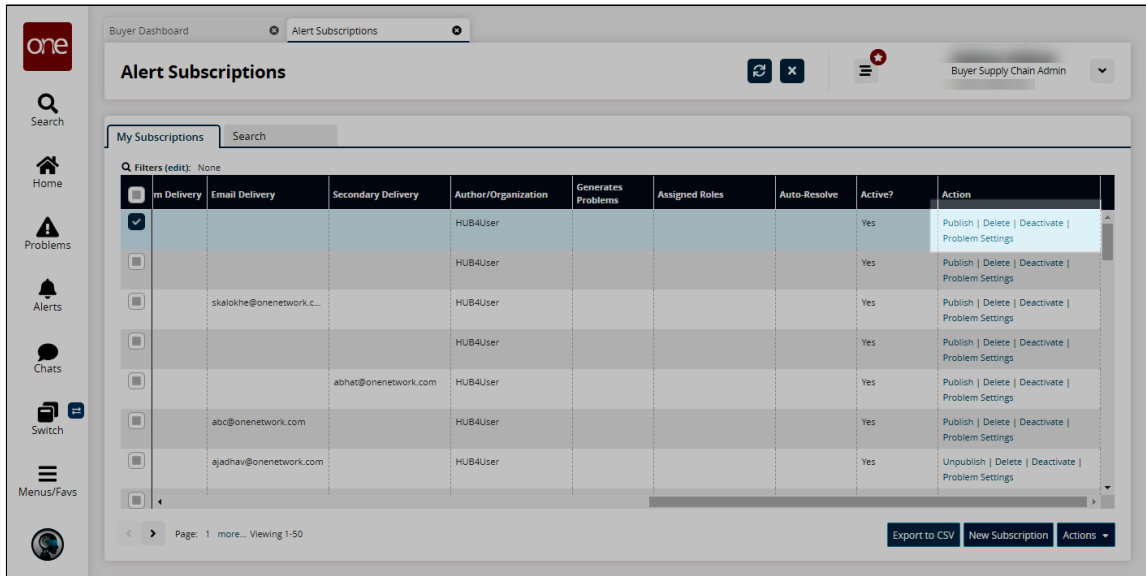 one
Search
Home
Problems
Alerts
Chats
Switch
Menus/Favs
Buyer Dashboard
Alert Subscriptions
Alert Subscriptions
Buyer Supply Chain Admin
My Subscriptions
Search
Filters (edit): None
m Delivery Email Delivery Secondary Delivery Author/Organization Generates Problems Assigned Roles Auto-Resolve Active? Action
HUB4User Yes Publish | Delete | Deactivate |
Problem Settings
HUB4User Yes Publish | Delete | Deactivate |
Problem Settings
skalokhe@onenetwork.c... HUB4User Yes Publish | Delete | Deactivate |
Problem Settings
HUB4User Yes Publish | Delete | Deactivate |
Problem Settings
abhat@onenetwork.com HUB4User Yes Publish | Delete | Deactivate |
Problem Settings
abc@onenetwork.com HUB4User Yes Publish | Delete | Deactivate |
Problem Settings
ajadhav@onenetwork.com HUB4User Yes Unpublish | Delete | Deactivate |
Problem Settings
Page: 1 more... Viewing 1-50
Export to CSV
New Subscription
Actions